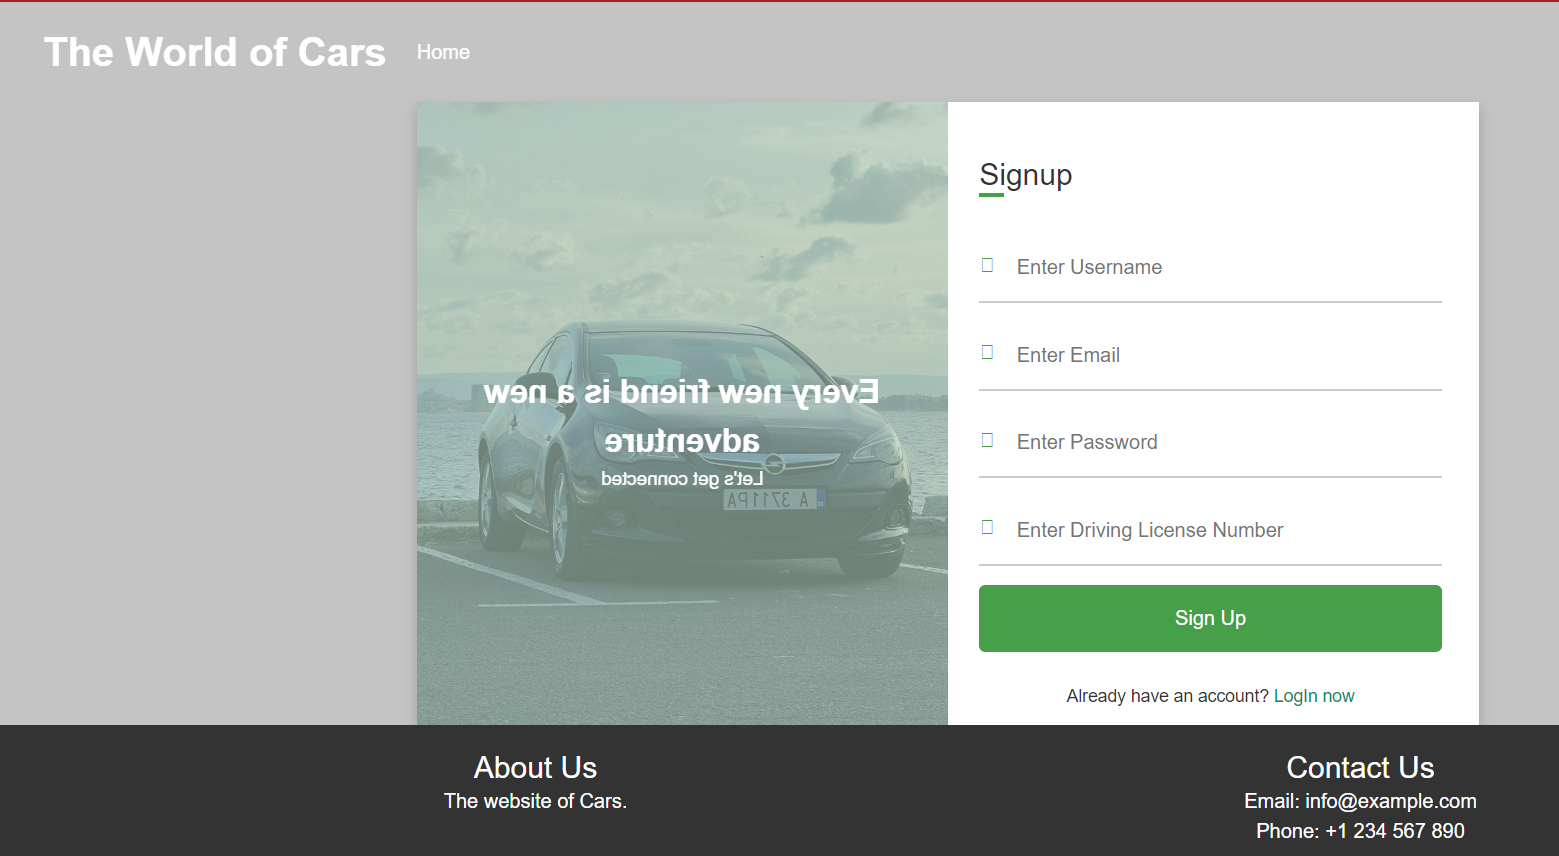 The World of Cars
Home
Every new friend is a new
adventure
Let's get connected
A 3711PA
Signup
Enter Username
Enter Email
Enter Password
Enter Driving License Number
Sign Up
Already have an account? LogIn now
About Us
The website of Cars.
Contact Us
Email: info@example.com
Phone: +1 234 567 890